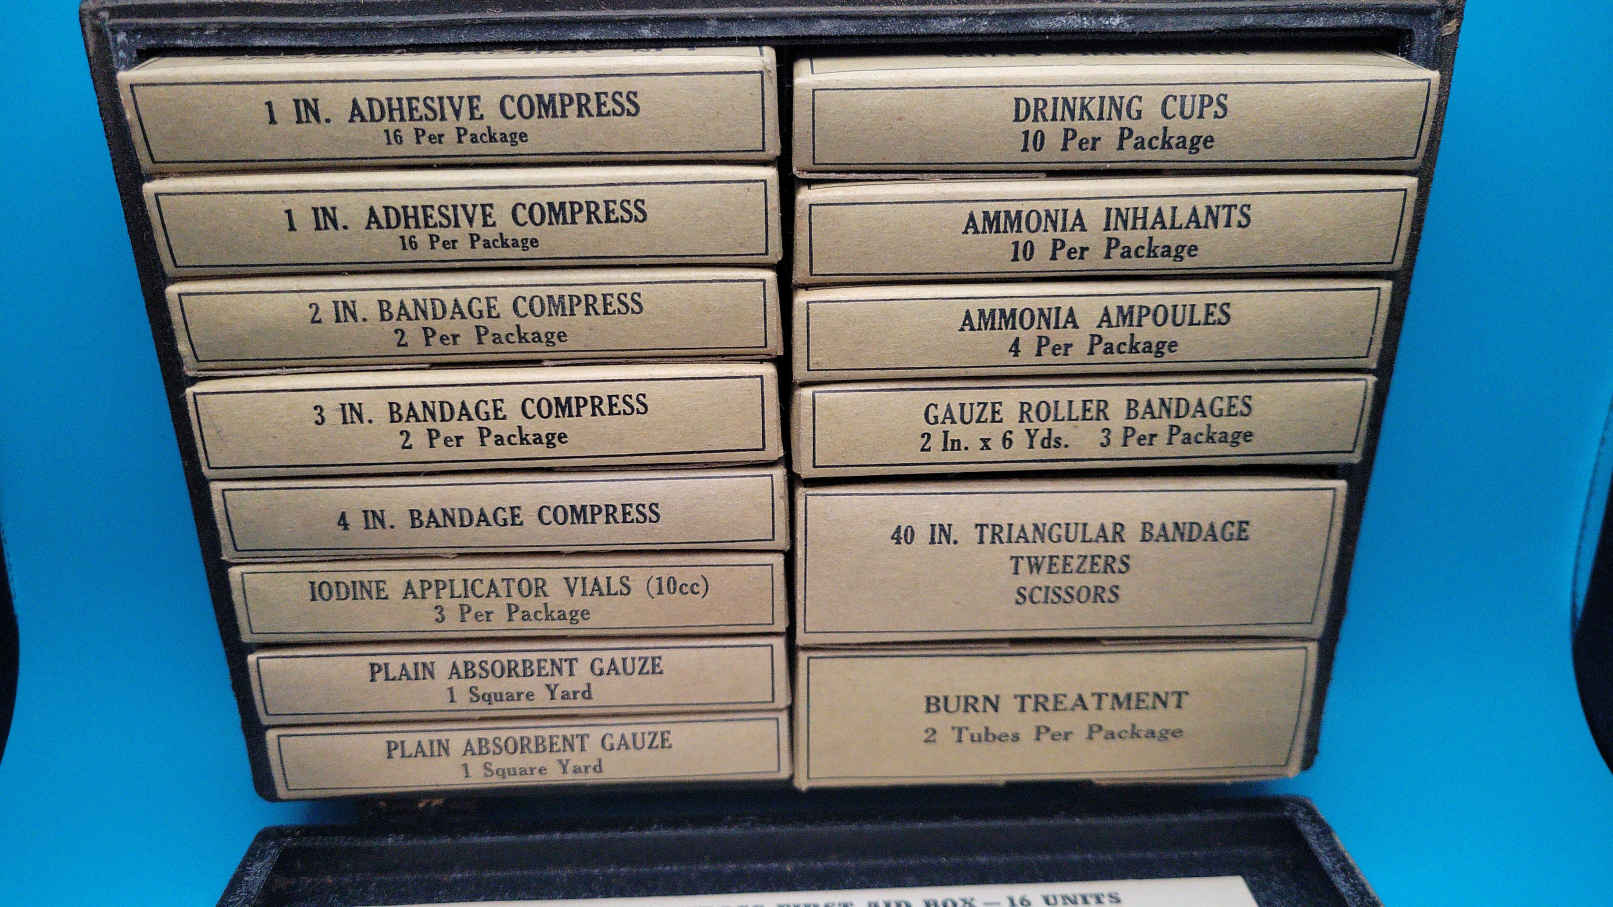 1 IN. ADHESIVE COMPRESS
16 Per Package
1 IN. ADHESIVE COMPRESS
16 Per Package
2 IN. BANDAGE COMPRESS
2 Per Package
3 IN. BANDAGE COMPRESS
2 Per Package
4 IN. BANDAGE COMPRESS
IODINE APPLICATOR VIALS (10cc)
3 Per Package
PLAIN ABSORBENT GAUZE
1 Square Yard
PLAIN ABSORBENT GAUZE
1 Square Yard
DRINKING CUPS
10 Per Package
AMMONIA INHALANTS
10 Per Package
AMMONIA AMPOULES
4 Per Package
GAUZE ROLLER BANDAGES
2 In. x 6 Yds. 3 Per Package
40 IN. TRIANGULAR BANDAGE
TWEEZERS
SCISSORS
BURN TREATMENT
2 Tubes Per Package
FIRST AID BOX — 16 UNITS